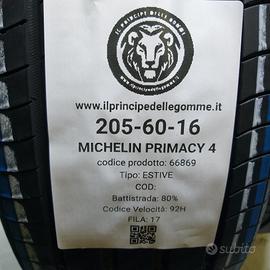 IL PRINCIPE DELLE GOMME
www.ilprincipedellegomme.it
www.ilprincipedellegomme.it
205-60-16
MICHELIN PRIMACY 4
codice prodotto: 66869
Tipo: ESTIVE
COD:
Battistrada: 80%
Codice Velocità: 92H
FILA: 17
subito